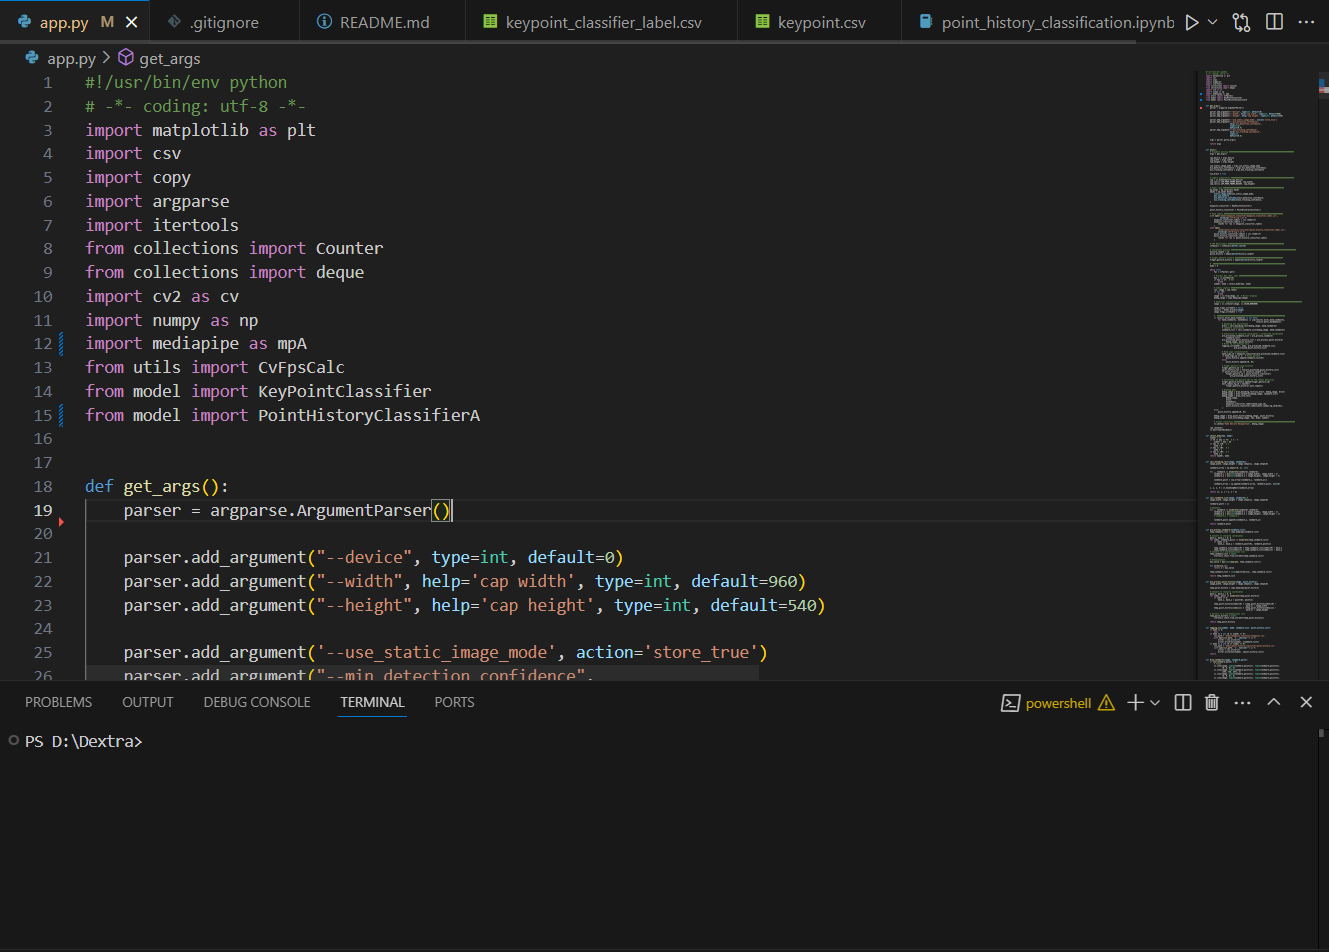 app.py M
.gitignore
README.md
keypoint_classifier_label.csv
keypoint.csv
point_history_classification.ipynb
app.py > get_args
1 #!/usr/bin/env python
2 # -*- coding: utf-8 -*-
3 import matplotlib as plt
4 import csv
5 import copy
6 import argparse
7 import itertools
8 from collections import Counter
9 from collections import deque
10 import cv2 as cv
11 import numpy as np
12 import mediapipe as mpA
13 from utils import CvFpsCalc
14 from model import KeyPointClassifier
15 from model import PointHistoryClassifierA
16
17
18 def get_args():
19 parser = argparse.ArgumentParser()
20
21 parser.add_argument("--device", type=int, default=0)
22 parser.add_argument("--width", help='cap width', type=int, default=960)
23 parser.add_argument("--height", help='cap height', type=int, default=540)
24
25 parser.add_argument('--use_static_image_mode', action='store_true')
26 parser.add_argument("--min_detection_confidence",
PROBLEMS OUTPUT DEBUG CONSOLE TERMINAL PORTS
powershell
PS D:\Dextra>